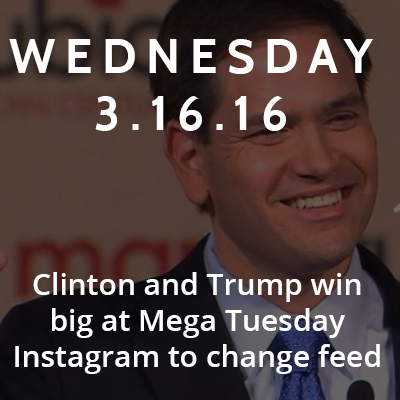 WEDNESDAY
3.16.16
Clinton and Trump win
big at Mega Tuesday
Instagram to change feed